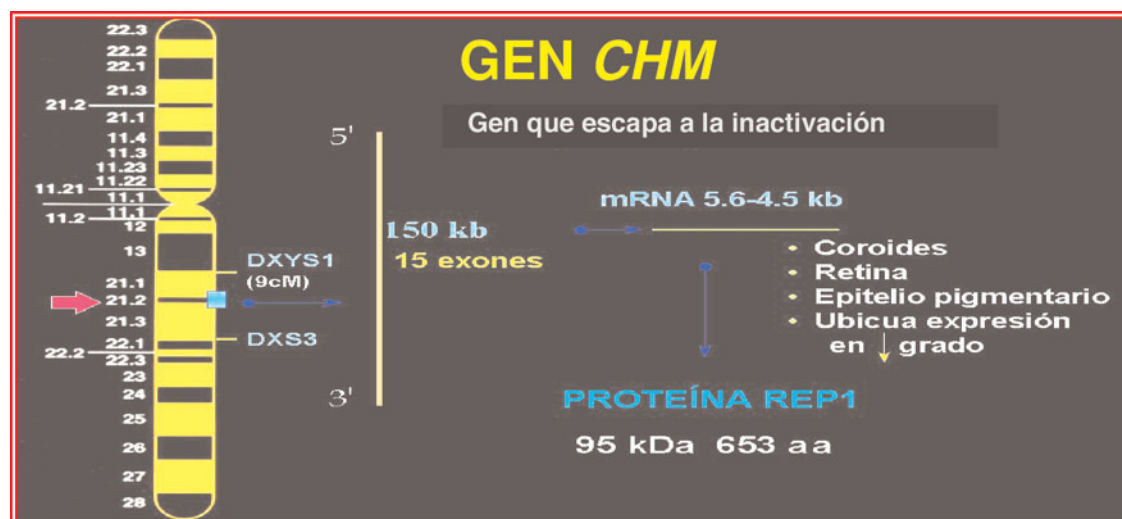 GEN CHM
Gen que escapa a la inactivación
22.3
22.2
22.1
21.3
21.2
21.1
11.4
11.3
11.23
11.22
11.21
11.1
11.1
11.2
12
13
21.1
21.2
21.3
22.1
22.2
22.3
23
24
25
26
27
28
DXYS1
(9cM)
DXS3
5'
150 kb
15 exones
3'
mRNA 5.6-4.5 kb
• Coroides
• Retina
• Epitelio pigmentario
• Ubicua expresión
en ↓ grado
PROTEÍNA REP1
95 kDa 653 aa